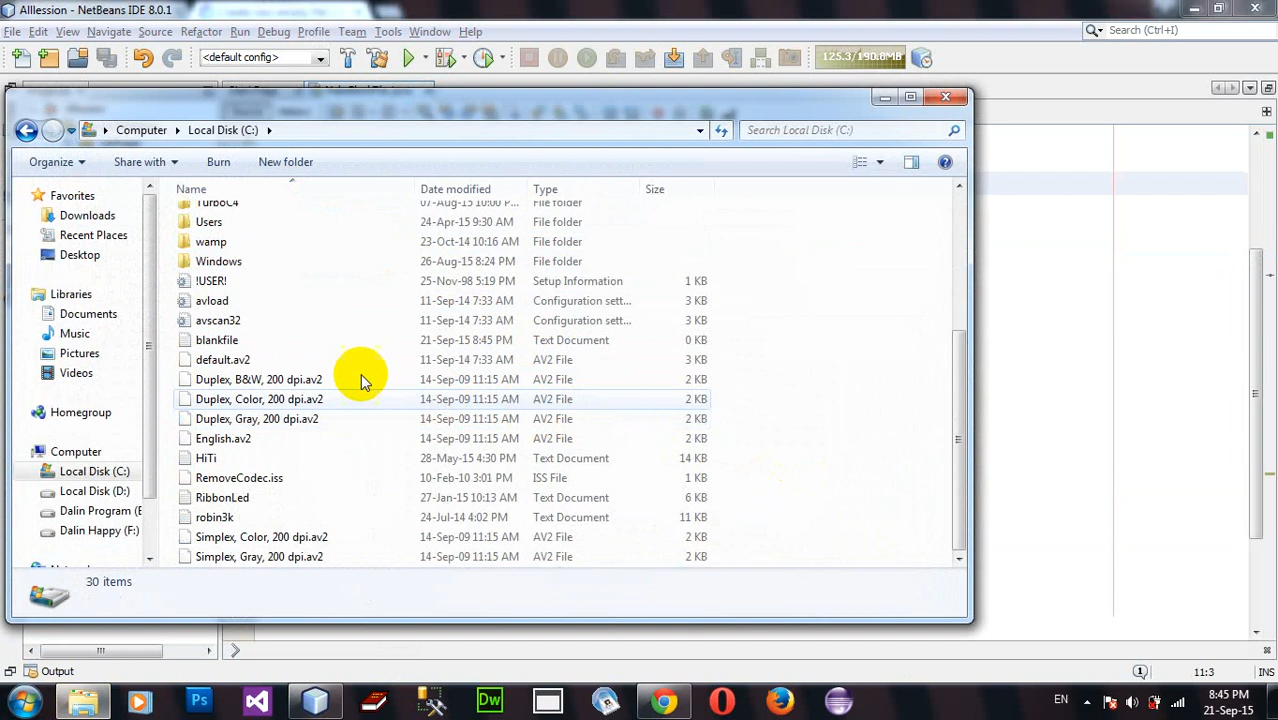 Alllession - NetBeans IDE 8.0.1
File Edit View Navigate Source Refactor Run Debug Profile Team Tools Window Help
Search (Ctrl+I)
<default config>
125.3/190.8MB
Computer Local Disk (C:)
Search Local Disk (C:)
Organize Share with Burn New folder
Name Date modified Type Size
Favorites
Downloads
Recent Places
Desktop
Libraries
Documents
Music
Pictures
Videos
Homegroup
Computer
Local Disk (C:)
Local Disk (D:)
Dalin Program (E
Dalin Happy (F:)
TurboC4 07-Aug-15 10:00 P... File folder
Users 24-Apr-15 9:30 AM File folder
wamp 23-Oct-14 10:16 AM File folder
Windows 26-Aug-15 8:24 PM File folder
!USER! 25-Nov-98 5:19 PM Setup Information 1 KB
avload 11-Sep-14 7:33 AM Configuration sett... 3 KB
avscan32 11-Sep-14 7:33 AM Configuration sett... 3 KB
blankfile 21-Sep-15 8:45 PM Text Document 0 KB
default.av2 11-Sep-14 7:33 AM AV2 File 3 KB
Duplex, B&W, 200 dpi.av2 14-Sep-09 11:15 AM AV2 File 2 KB
Duplex, Color, 200 dpi.av2 14-Sep-09 11:15 AM AV2 File 2 KB
Duplex, Gray, 200 dpi.av2 14-Sep-09 11:15 AM AV2 File 2 KB
English.av2 14-Sep-09 11:15 AM AV2 File 2 KB
HiTi 28-May-15 4:30 PM Text Document 14 KB
RemoveCodec.iss 10-Feb-10 3:01 PM ISS File 1 KB
RibbonLed 27-Jan-15 10:13 AM Text Document 6 KB
robin3k 24-Jul-14 4:02 PM Text Document 11 KB
Simplex, Color, 200 dpi.av2 14-Sep-09 11:15 AM AV2 File 2 KB
Simplex, Gray, 200 dpi.av2 14-Sep-09 11:15 AM AV2 File 2 KB
30 items
Output
1
11:3 INS
Ps
Dw
EN
8:45 PM
21-Sep-15